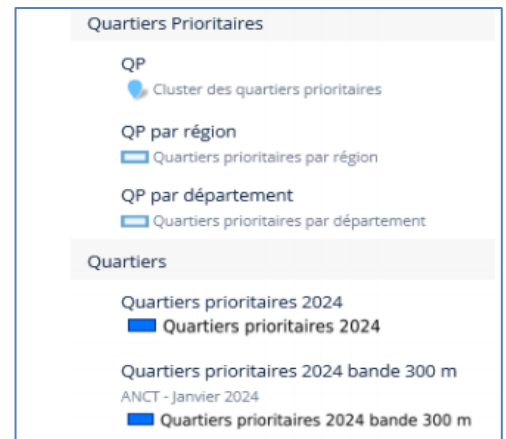 Quartiers Prioritaires
QP
Cluster des quartiers prioritaires
QP par région
Quartiers prioritaires par région
QP par département
Quartiers prioritaires par département
Quartiers
Quartiers prioritaires 2024
Quartiers prioritaires 2024
Quartiers prioritaires 2024 bande 300 m
ANCT - Janvier 2024
Quartiers prioritaires 2024 bande 300 m